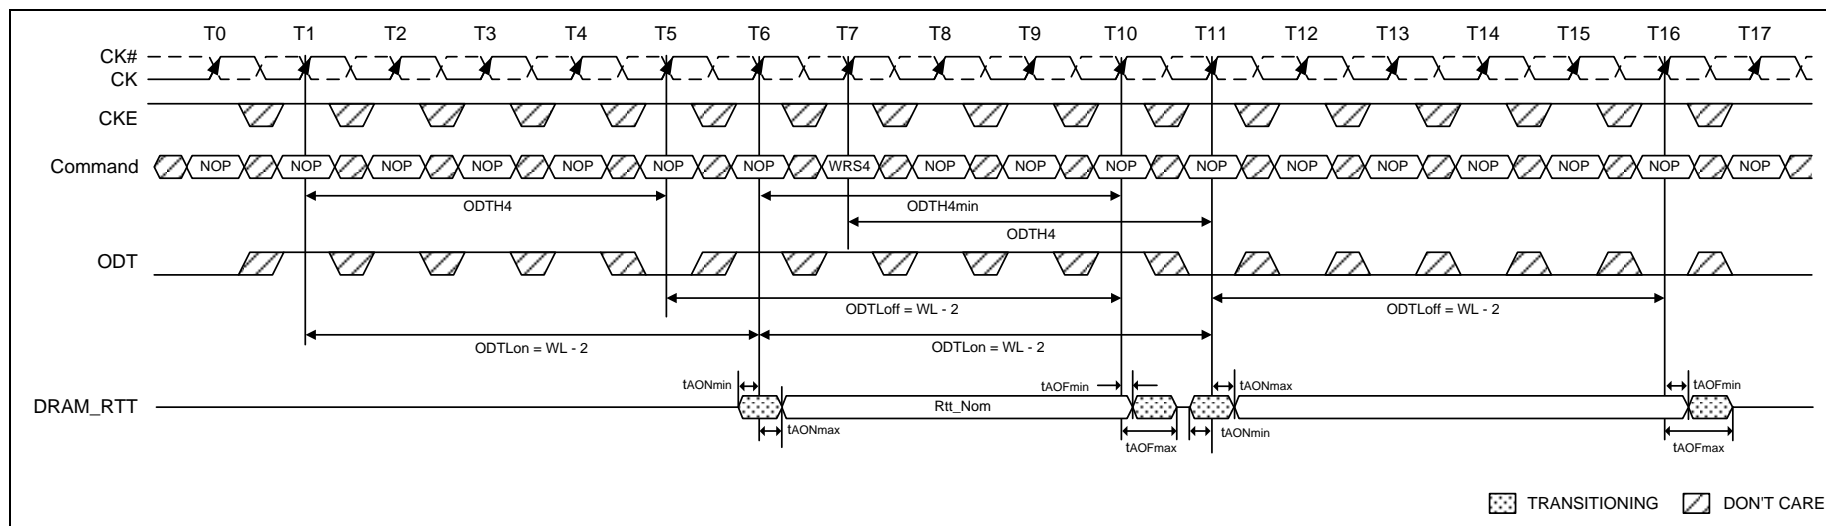 T0 T1 T2 T3 T4 T5 T6 T7 T8 T9 T10 T11 T12 T13 T14 T15 T16 T17
CK#
CK
CKE
Command NOP NOP NOP NOP NOP NOP NOP WRS4 NOP NOP NOP NOP NOP NOP NOP NOP NOP NOP
ODTH4 ODTH4min
ODTH4
ODT
ODTLoff = WL - 2 ODTLoff = WL - 2
ODTLon = WL - 2 ODTLon = WL - 2
tAONmin tAOFmin tAONmax tAOFmin
DRAM_RTT Rtt_Nom
tAONmax tAOFmax tAONmin tAOFmax
TRANSITIONING DON'T CARE